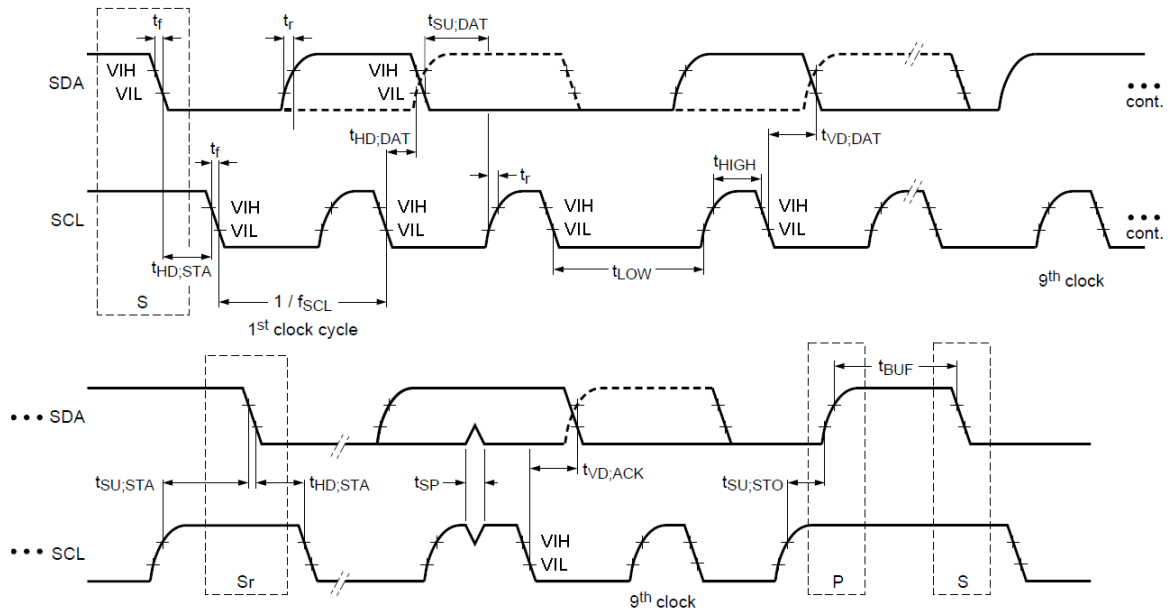 tf tr tSU;DAT
SDA VIH VIH
VIL VIL
cont.
tHD;DAT tVD;DAT
tf tHIGH
tr
SCL VIH VIH VIH VIH
VIL VIL VIL VIL
cont.
tHD;STA tLOW
S 1 / fSCL 9th clock
1st clock cycle
tBUF
SDA
tSU;STA tHD;STA tSP tVD;ACK tSU;STO
SCL VIH
VIL
Sr P S
9th clock